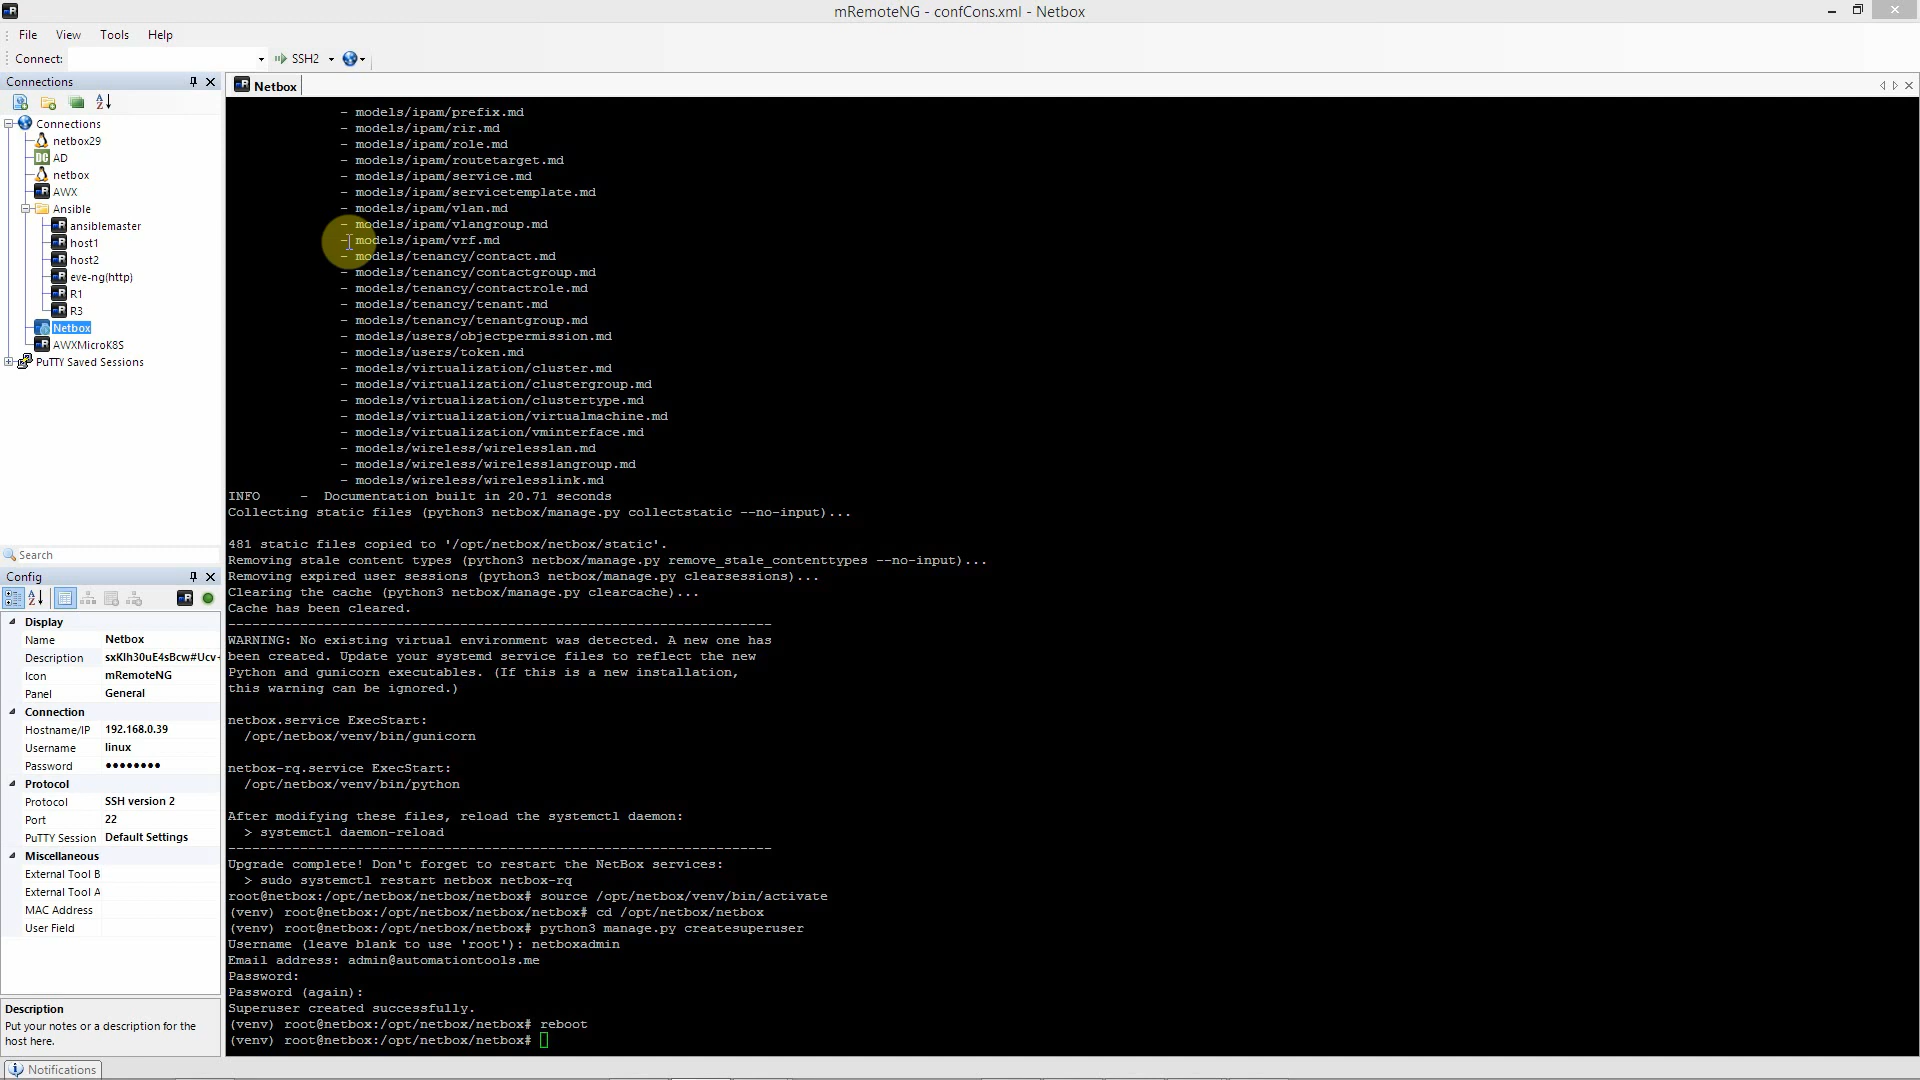 mRemoteNG - confCons.xml - Netbox
File View Tools Help
Connect: SSH2
Connections
Netbox
Connections
netbox29
AD
netbox
AWX
Ansible
ansiblemaster
host1
host2
eve-ng(http)
R1
R3
Netbox
AWXMicroK8S
PuTTY Saved Sessions
Search
Config
Display
Name Netbox
Description sxKIh30uE4sBcw#Ucv+
Icon mRemoteNG
Panel General
Connection
Hostname/IP 192.168.0.39
Username linux
Password ●●●●●●●●
Protocol
Protocol SSH version 2
Port 22
PuTTY Session Default Settings
Miscellaneous
External Tool B
External Tool A
MAC Address
User Field
Description
Put your notes or a description for the
host here.
Notifications
- models/ipam/prefix.md
- models/ipam/rir.md
- models/ipam/role.md
- models/ipam/routetarget.md
- models/ipam/service.md
- models/ipam/servicetemplate.md
- models/ipam/vlan.md
- models/ipam/vlangroup.md
- models/ipam/vrf.md
- models/tenancy/contact.md
- models/tenancy/contactgroup.md
- models/tenancy/contactrole.md
- models/tenancy/tenant.md
- models/tenancy/tenantgroup.md
- models/users/objectpermission.md
- models/users/token.md
- models/virtualization/cluster.md
- models/virtualization/clustergroup.md
- models/virtualization/clustertype.md
- models/virtualization/virtualmachine.md
- models/virtualization/vminterface.md
- models/wireless/wirelesslan.md
- models/wireless/wirelesslangroup.md
- models/wireless/wirelesslink.md
INFO - Documentation built in 20.71 seconds
Collecting static files (python3 netbox/manage.py collectstatic --no-input)...
481 static files copied to '/opt/netbox/netbox/static'.
Removing stale content types (python3 netbox/manage.py remove_stale_contenttypes --no-input)...
Removing expired user sessions (python3 netbox/manage.py clearsessions)...
Clearing the cache (python3 netbox/manage.py clearcache)...
Cache has been cleared.
--------------------------------------------------------------------
WARNING: No existing virtual environment was detected. A new one has
been created. Update your systemd service files to reflect the new
Python and gunicorn executables. (If this is a new installation,
this warning can be ignored.)
netbox.service ExecStart:
/opt/netbox/venv/bin/gunicorn
netbox-rq.service ExecStart:
/opt/netbox/venv/bin/python
After modifying these files, reload the systemctl daemon:
> systemctl daemon-reload
--------------------------------------------------------------------
Upgrade complete! Don't forget to restart the NetBox services:
> sudo systemctl restart netbox netbox-rq
root@netbox:/opt/netbox/netbox/netbox# source /opt/netbox/venv/bin/activate
(venv) root@netbox:/opt/netbox/netbox/netbox# cd /opt/netbox/netbox
(venv) root@netbox:/opt/netbox/netbox# python3 manage.py createsuperuser
Username (leave blank to use 'root'): netboxadmin
Email address: admin@automationtools.me
Password:
Password (again):
Superuser created successfully.
(venv) root@netbox:/opt/netbox/netbox# reboot
(venv) root@netbox:/opt/netbox/netbox#